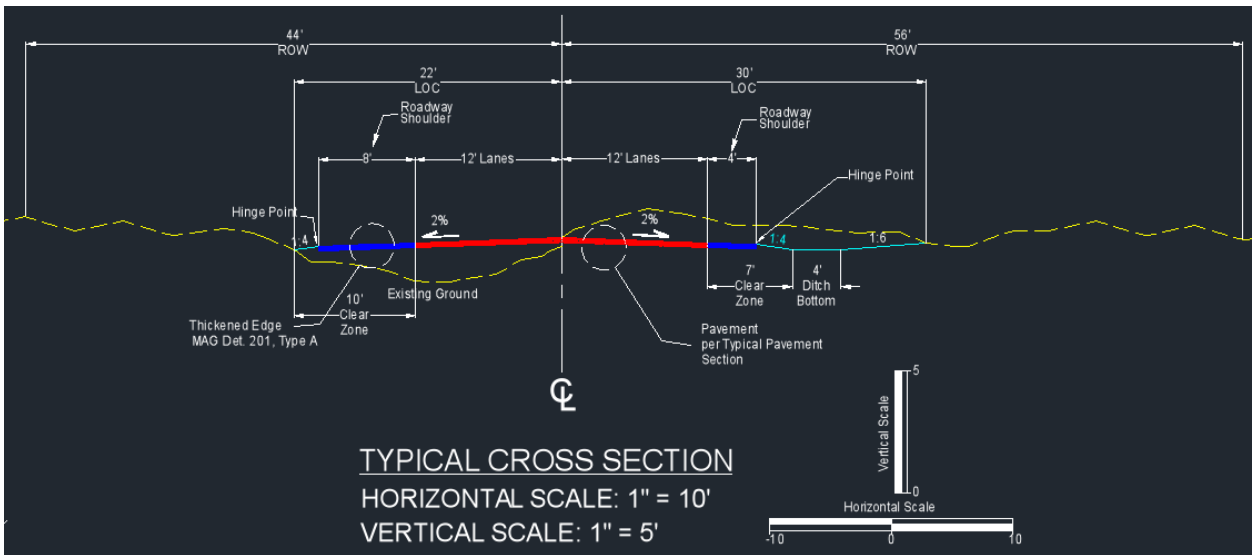 44'
ROW
56'
ROW
22'
LOC
30'
LOC
Roadway
Shoulder
Roadway
Shoulder
8'
12' Lanes
12' Lanes
4'
Hinge Point
Hinge Point
2%
2%
1:4
1:4
1:6
Existing Ground
10'
Clear
Zone
7'
Clear
Zone
4'
Ditch
Bottom
Thickened Edge
MAG Det. 201, Type A
Pavement
per Typical Pavement
Section
CL
TYPICAL CROSS SECTION
HORIZONTAL SCALE: 1" = 10'
VERTICAL SCALE: 1" = 5'
Vertical Scale
5
0
Horizontal Scale
-10
0
10